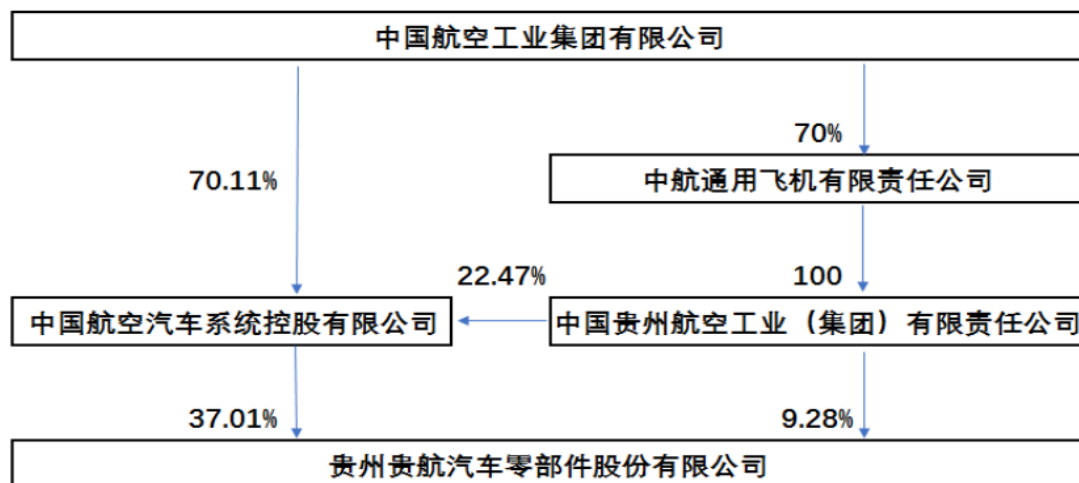 中国航空工业集团有限公司
70%
70.11%
中航通用飞机有限责任公司
22.47%
100
中国航空汽车系统控股有限公司
中国贵州航空工业（集团）有限责任公司
37.01%
9.28%
贵州贵航汽车零部件股份有限公司